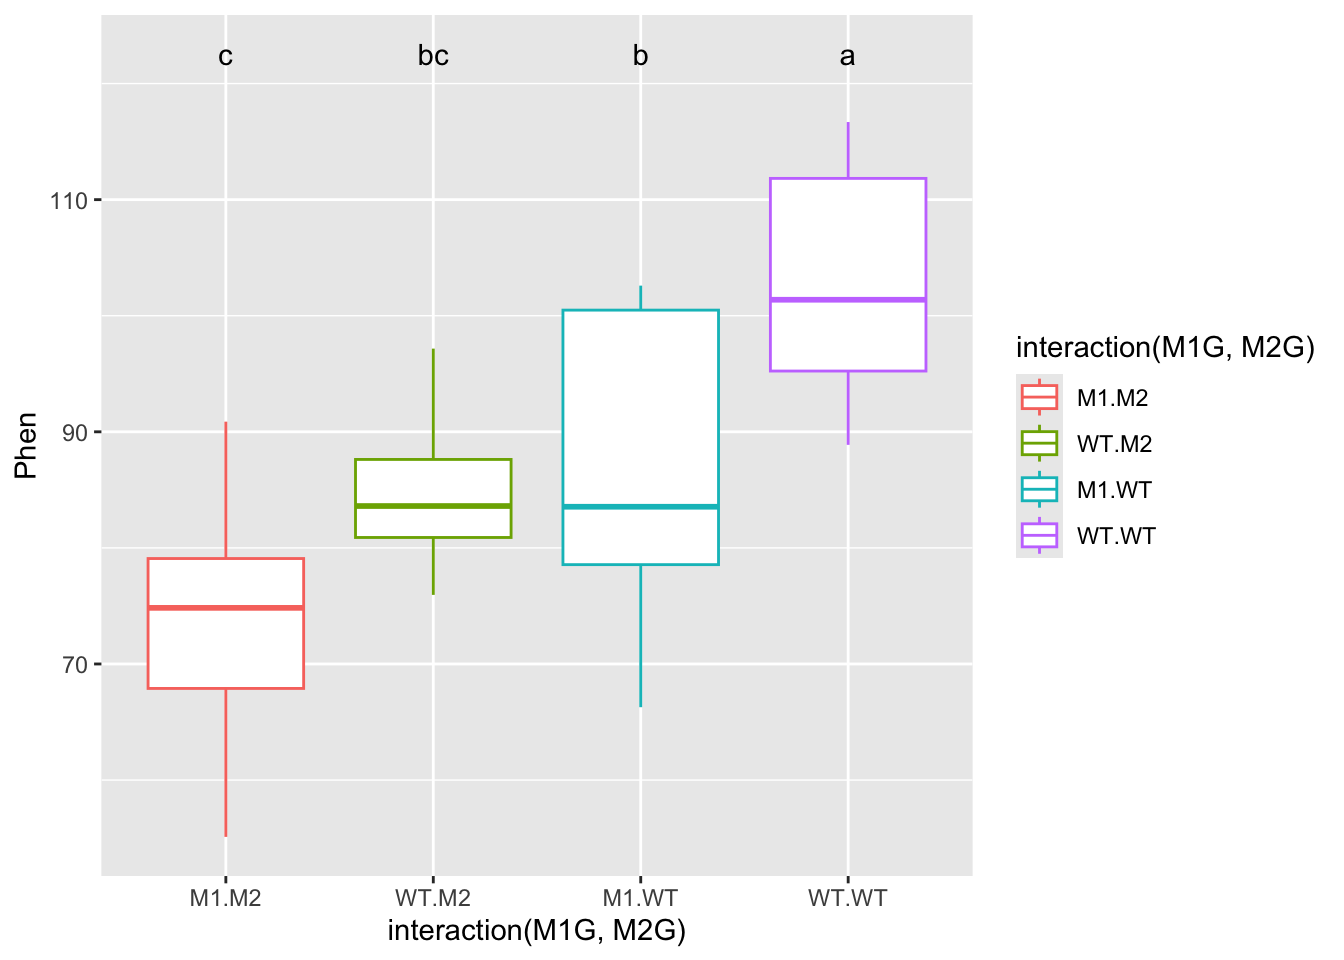 c bc b a
110
90
70
Phen
M1.M2 WT.M2 M1.WT WT.WT
interaction(M1G, M2G)
interaction(M1G, M2G)
M1.M2
WT.M2
M1.WT
WT.WT